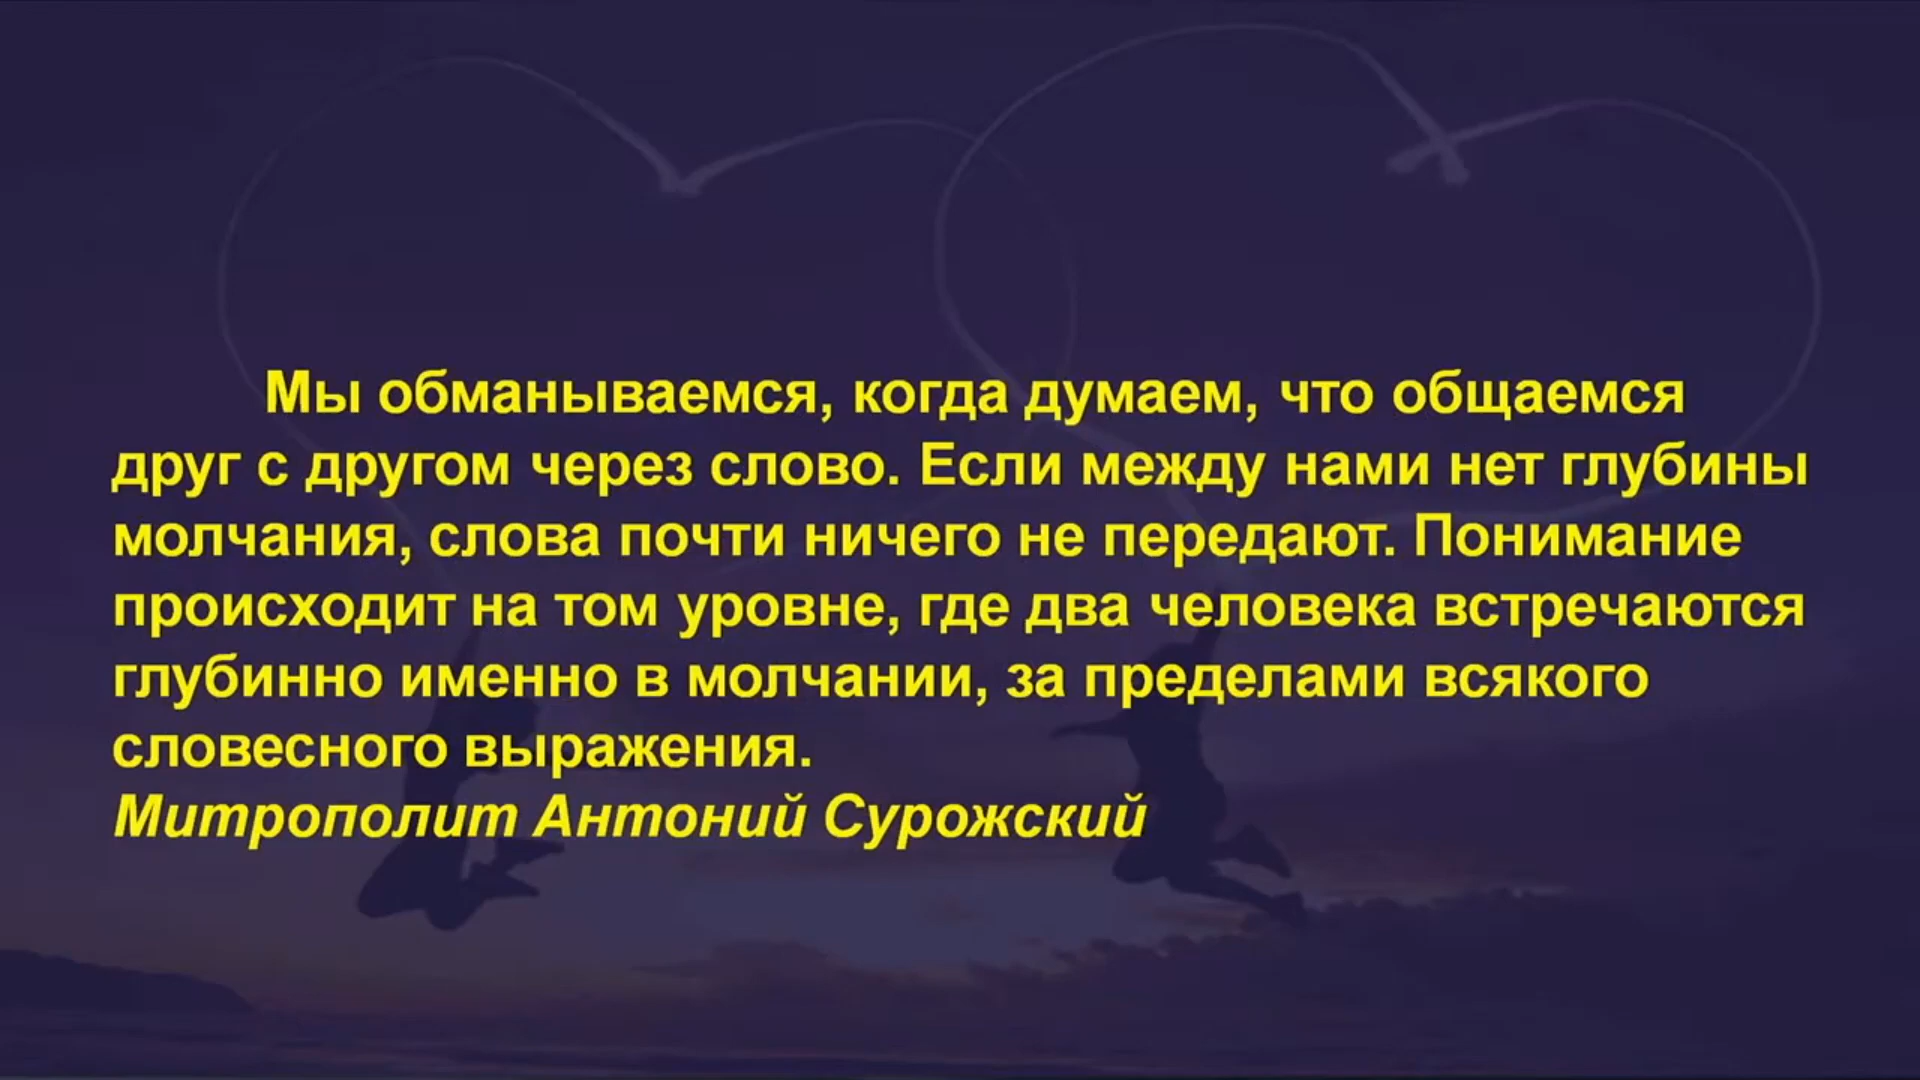 Мы обманываемся, когда думаем, что общаемся
друг с другом через слово. Если между нами нет глубины
молчания, слова почти ничего не передают. Понимание
происходит на том уровне, где два человека встречаются
глубинно именно в молчании, за пределами всякого
словесного выражения.
Митрополит Антоний Сурожский